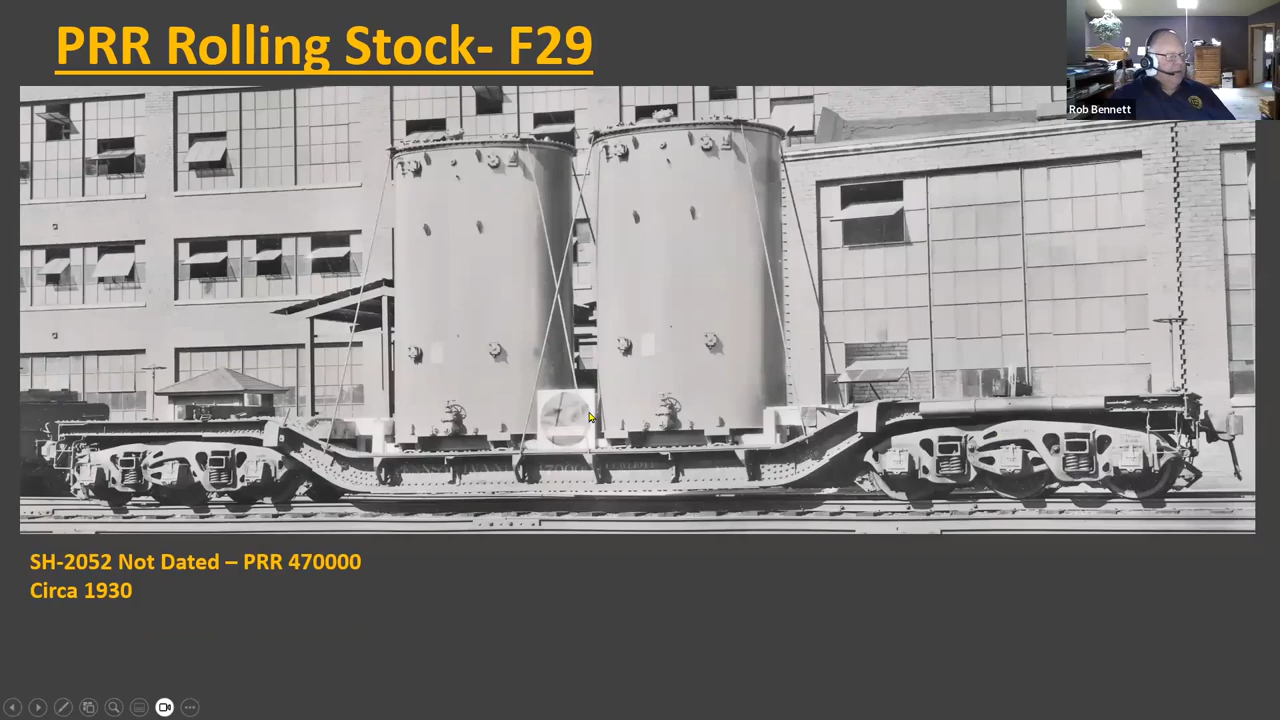 PRR Rolling Stock- F29
Rob Bennett
SH-2052 Not Dated – PRR 470000
Circa 1930